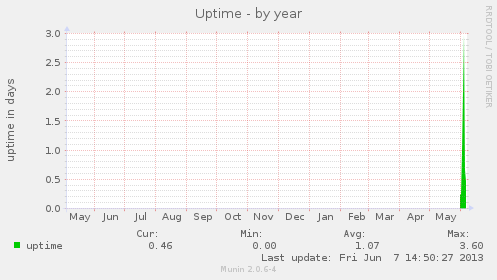 Uptime - by year
RRDTOOL / TOBI OETIKER
uptime in days
3.0
2.5
2.0
1.5
1.0
0.5
0.0
May Jun Jul Aug Sep Oct Nov Dec Jan Feb Mar Apr May
Cur: Min: Avg: Max:
uptime 0.46 0.00 1.07 3.60
Last update: Fri Jun 7 14:50:27 2013
Munin 2.0.6-4